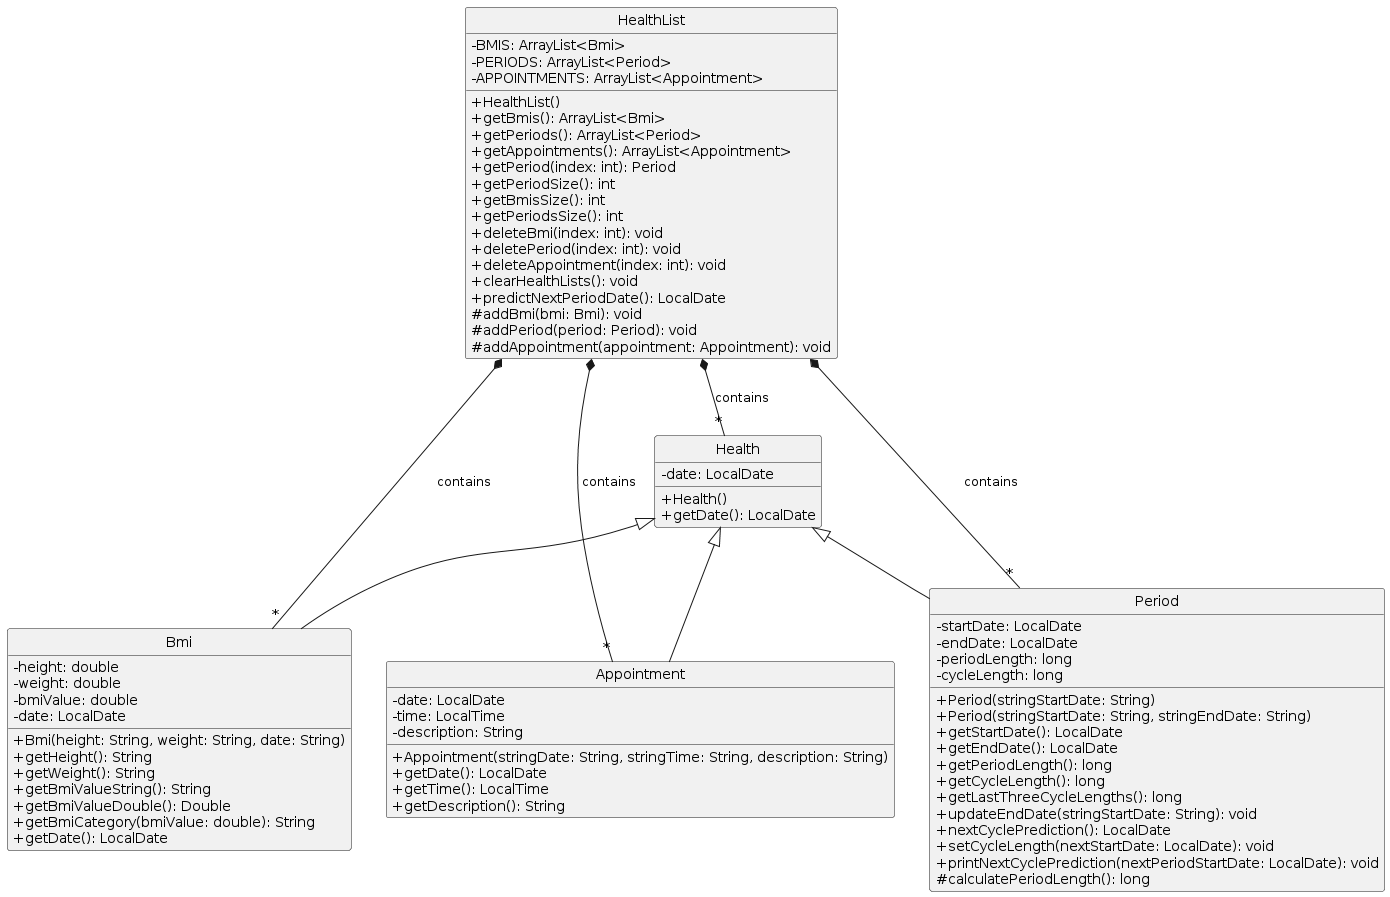 HealthList
-BMIS: ArrayList<Bmi>
-PERIODS: ArrayList<Period>
-APPOINTMENTS: ArrayList<Appointment>
+HealthList()
+getBmis(): ArrayList<Bmi>
+getPeriods(): ArrayList<Period>
+getAppointments(): ArrayList<Appointment>
+getPeriod(index: int): Period
+getPeriodSize(): int
+getBmisSize(): int
+getPeriodsSize(): int
+deleteBmi(index: int): void
+deletePeriod(index: int): void
+deleteAppointment(index: int): void
+clearHealthLists(): void
+predictNextPeriodDate(): LocalDate
#addBmi(bmi: Bmi): void
#addPeriod(period: Period): void
#addAppointment(appointment: Appointment): void
contains
*
Health
-date: LocalDate
+Health()
+getDate(): LocalDate
contains
contains
contains
*
*
*
Bmi
-height: double
-weight: double
-bmiValue: double
-date: LocalDate
+Bmi(height: String, weight: String, date: String)
+getHeight(): String
+getWeight(): String
+getBmiValueString(): String
+getBmiValueDouble(): Double
+getBmiCategory(bmiValue: double): String
+getDate(): LocalDate
Appointment
-date: LocalDate
-time: LocalTime
-description: String
+Appointment(stringDate: String, stringTime: String, description: String)
+getDate(): LocalDate
+getTime(): LocalTime
+getDescription(): String
Period
-startDate: LocalDate
-endDate: LocalDate
-periodLength: long
-cycleLength: long
+Period(stringStartDate: String)
+Period(stringStartDate: String, stringEndDate: String)
+getStartDate(): LocalDate
+getEndDate(): LocalDate
+getPeriodLength(): long
+getCycleLength(): long
+getLastThreeCycleLengths(): long
+updateEndDate(stringStartDate: String): void
+nextCyclePrediction(): LocalDate
+setCycleLength(nextStartDate: LocalDate): void
+printNextCyclePrediction(nextPeriodStartDate: LocalDate): void
#calculatePeriodLength(): long